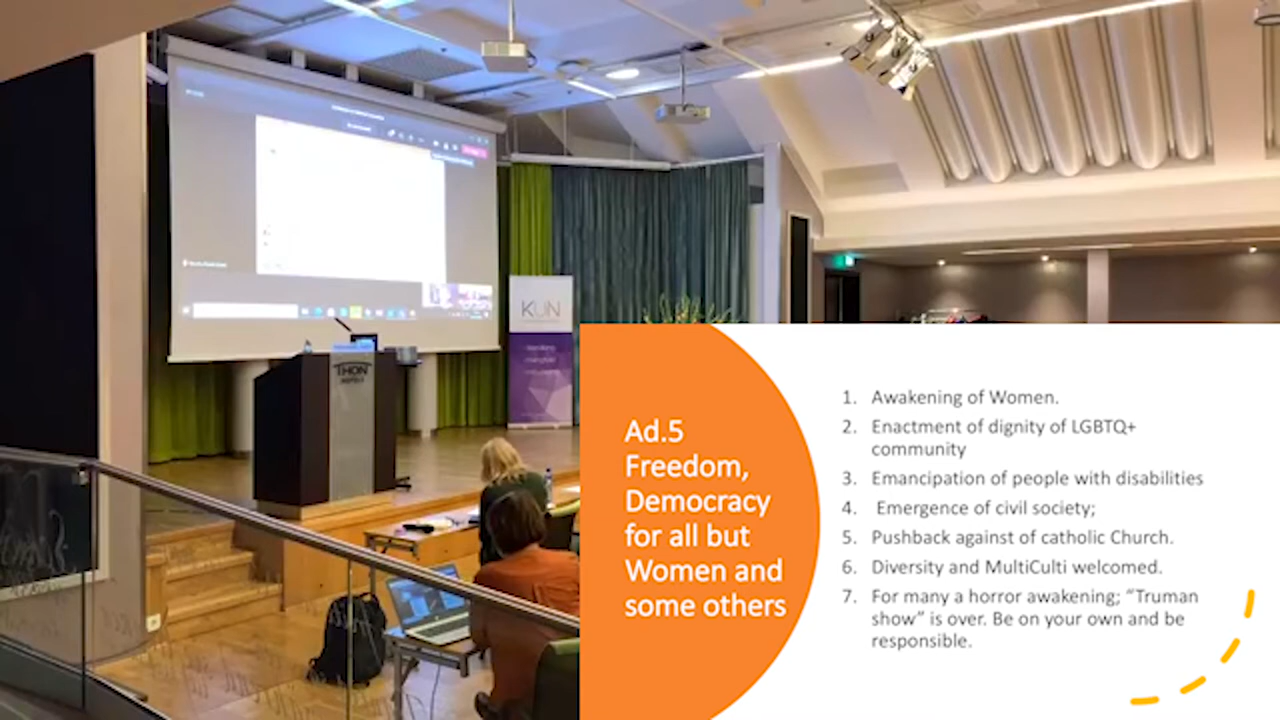 KUN
THON
HOTELS
Ad.5
Freedom,
Democracy
for all but
Women and
some others
1. Awakening of Women.
2. Enactment of dignity of LGBTQ+
community
3. Emancipation of people with disabilities
4. Emergence of civil society;
5. Pushback against of catholic Church.
6. Diversity and MultiCulti welcomed.
7. For many a horror awakening; “Truman
show” is over. Be on your own and be
responsible.